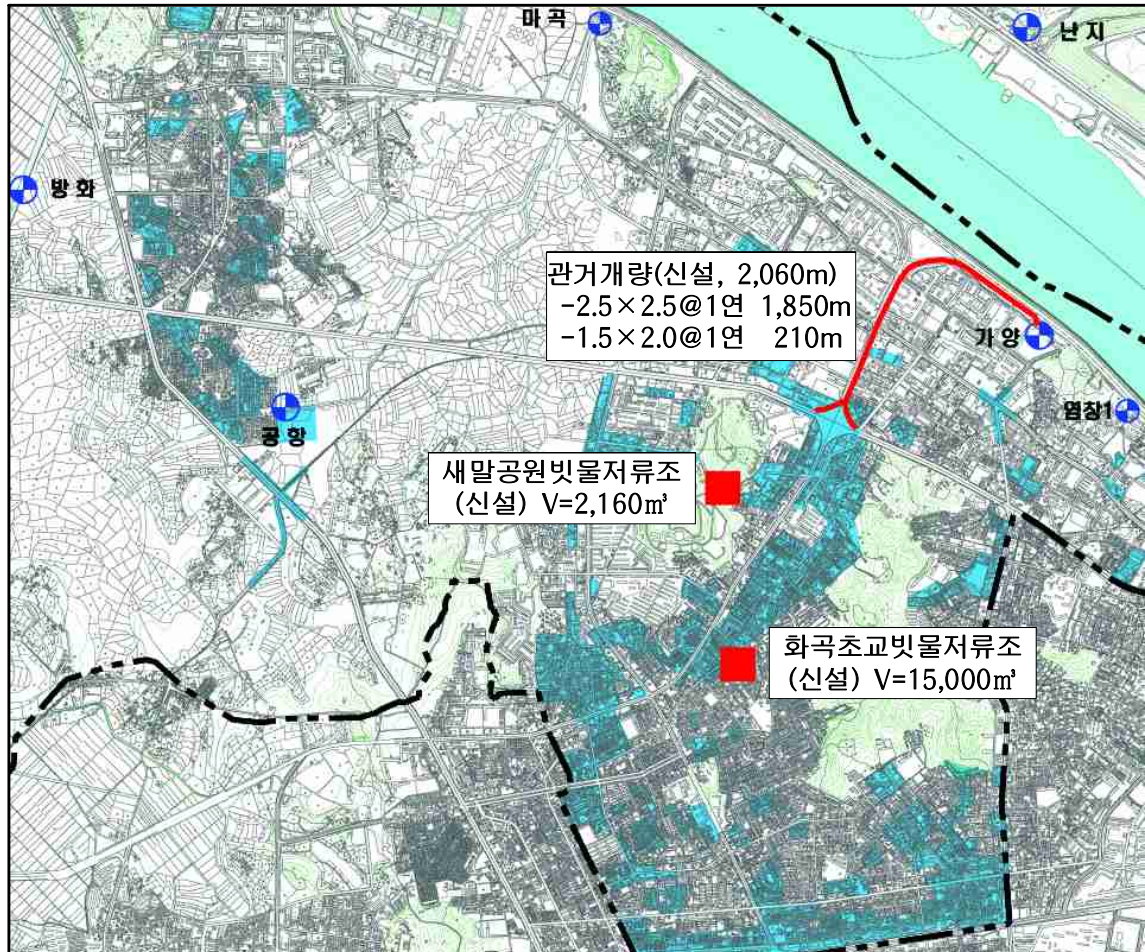 마곡
난지
방화
관거개량(신설, 2,060m)
-2.5×2.5@1연 1,850m
-1.5×2.0@1연 210m
가양
염창1
공항
새말공원빗물저류조
(신설) V=2,160㎥
화곡초교빗물저류조
(신설) V=15,000㎥